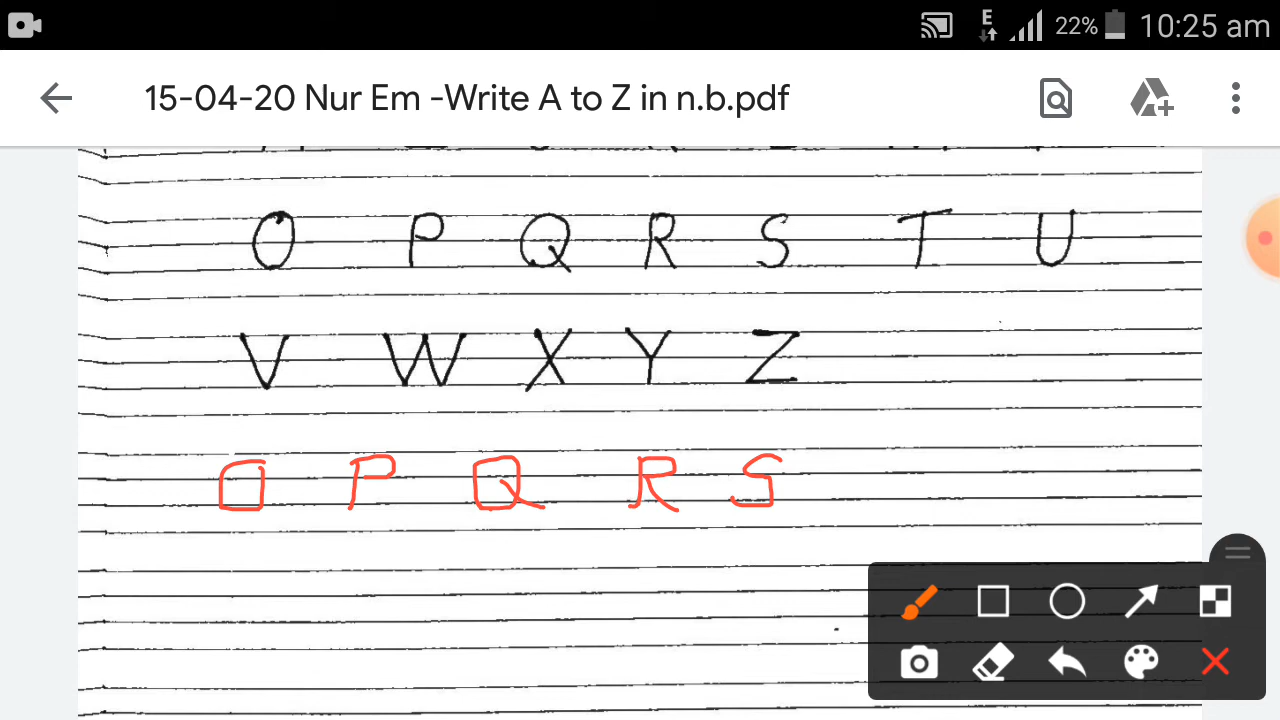 E 22% 10:25 am
15-04-20 Nur Em -Write A to Z in n.b.pdf
O P Q R S T U
V W X Y Z
O P Q R S